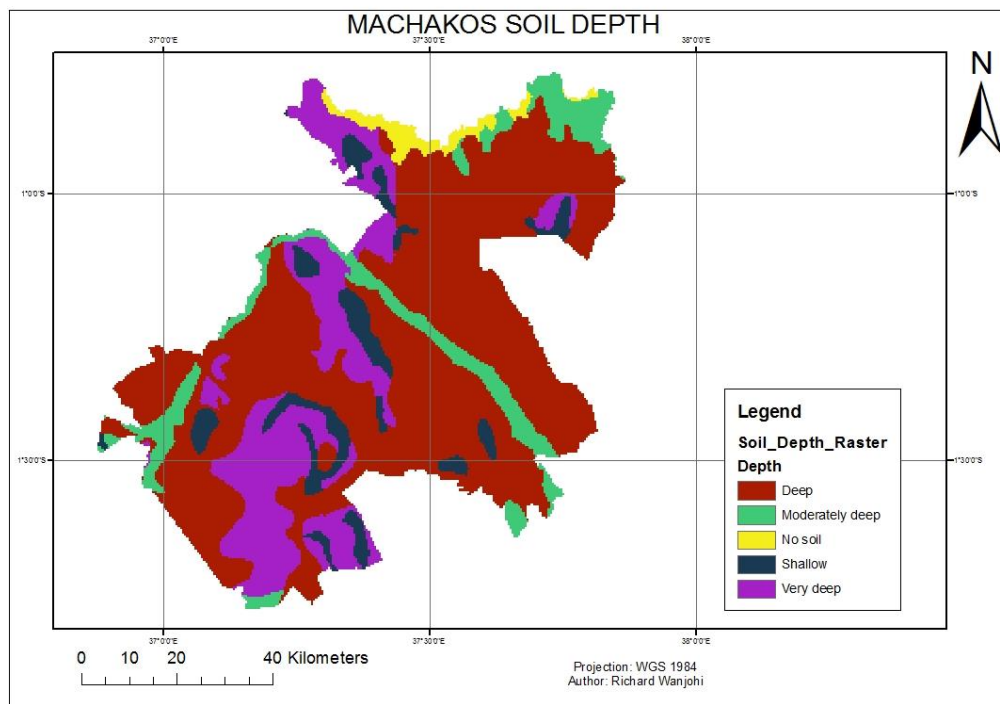 MACHAKOS SOIL DEPTH
37°0'0"E
37°30'0"E
38°0'0"E
N
1°0'0"S
1°0'0"S
1°30'0"S
1°30'0"S
Legend
Soil_Depth_Raster
Depth
Deep
Moderately deep
No soil
Shallow
Very deep
37°0'0"E
37°30'0"E
38°0'0"E
0 10 20 40 Kilometers
Projection: WGS 1984
Author: Richard Wanjohi